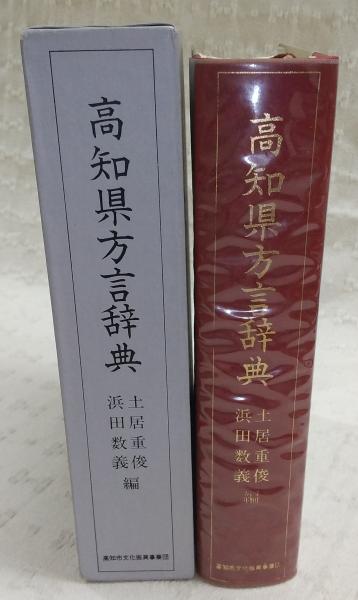 高知県方言辞典
土居重俊
浜田数義 編
高知市文化振興事業団
高知県方言辞典
土居重俊
浜田数義 編
高知市文化振興事業団